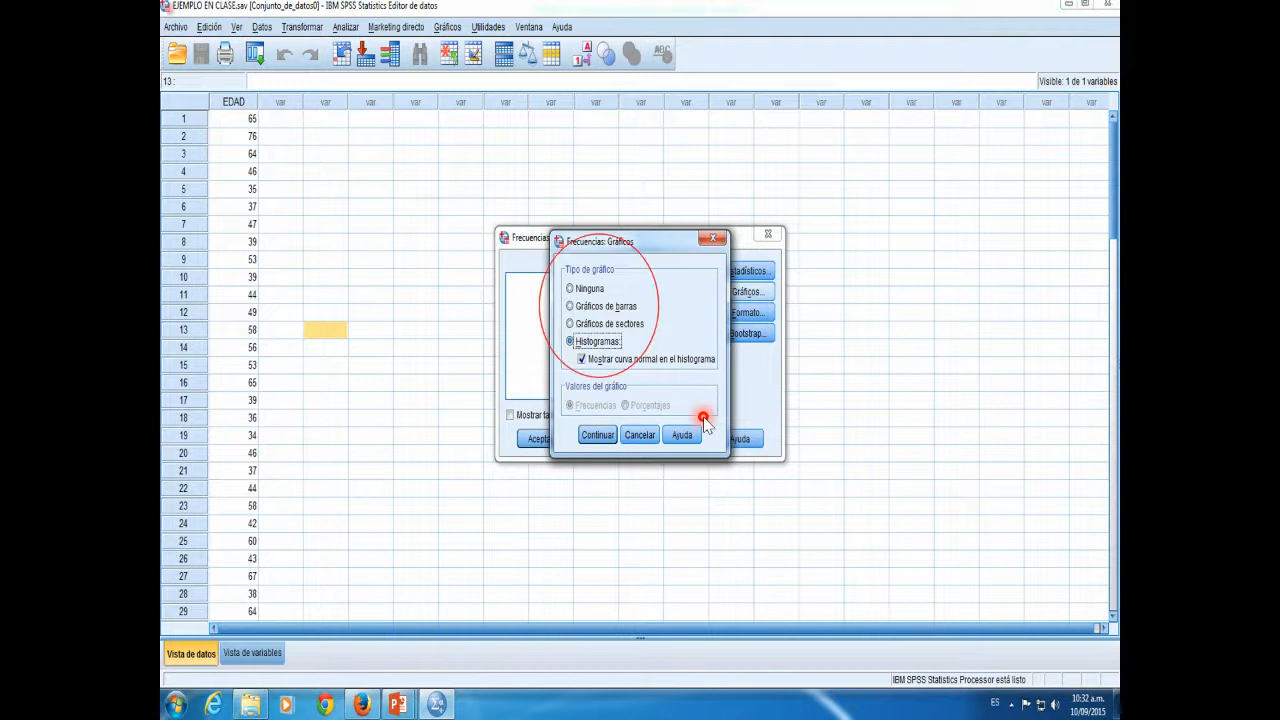 EJEMPLO EN CLASE.sav [Conjunto_de_datos0] - IBM SPSS Statistics Editor de datos
Archivo Edición Ver Datos Transformar Analizar Marketing directo Gráficos Utilidades Ventana Ayuda
13 : Visible: 1 de 1 variables
EDAD var var var var var var var var var var var var var var var var var var var
1 65
2 76
3 64
4 46
5 35
6 37
7 47
8 39
9 53
10 39
11 44
12 49
13 58
14 56
15 53
16 65
17 38
18 36
19 34
20 46
21 37
22 44
23 58
24 42
25 60
26 43
27 67
28 38
29 64
Frecuencias
Frecuencias: Gráficos
Tipo de gráfico
Ninguna
Gráficos de barras
Gráficos de sectores
Histogramas:
Mostrar curva normal en el histograma
Valores del gráfico
Frecuencias Porcentajes
Continuar Cancelar Ayuda
stadísticos...
Gráficos...
Formato...
Bootstrap...
Mostrar ta
Acepta
Ayuda
Vista de datos Vista de variables
IBM SPSS Statistics Processor está listo
ES 10:32 a.m.
10/09/2015